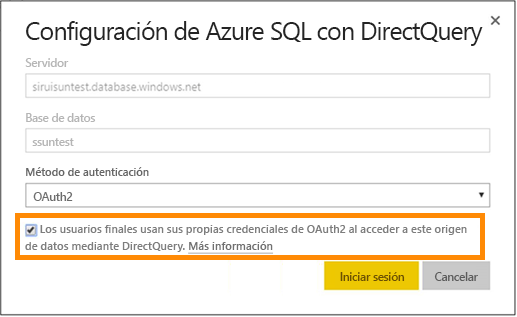 Configuración de Azure SQL con DirectQuery
Servidor
siruisuntest.database.windows.net
Base de datos
ssuntest
Método de autenticación
OAuth2
Los usuarios finales usan sus propias credenciales de OAuth2 al acceder a este origen
de datos mediante DirectQuery. Más información
Iniciar sesión
Cancelar